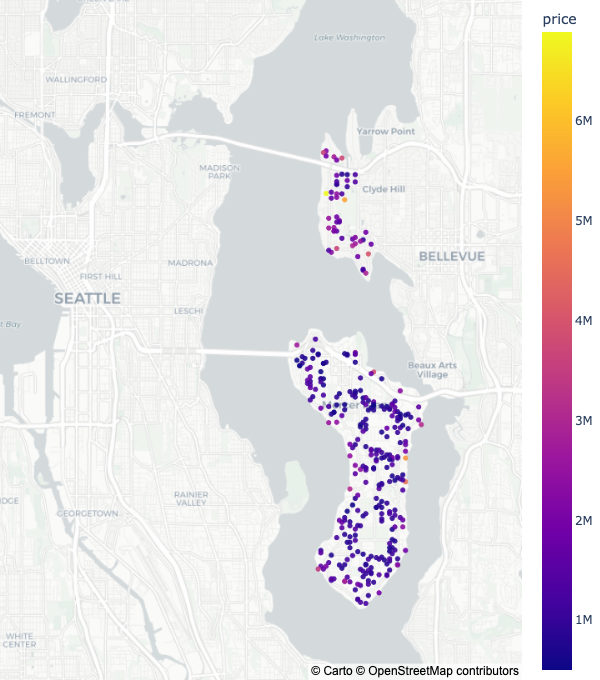 price
Lake Washington
WALLINGFORD
FREMONT
6M
Yarrow Point
MADISON
PARK
Clyde Hill
5M
BELLTOWN
MADRONA
BELLEVUE
FIRST HILL
SEATTLE
LESCHI
t Bay
4M
Beaux Arts
Village
3M
RAINIER
VALLEY
IDGE
GEORGETOWN
2M
1M
WHITE
CENTER
© Carto © OpenStreetMap contributors